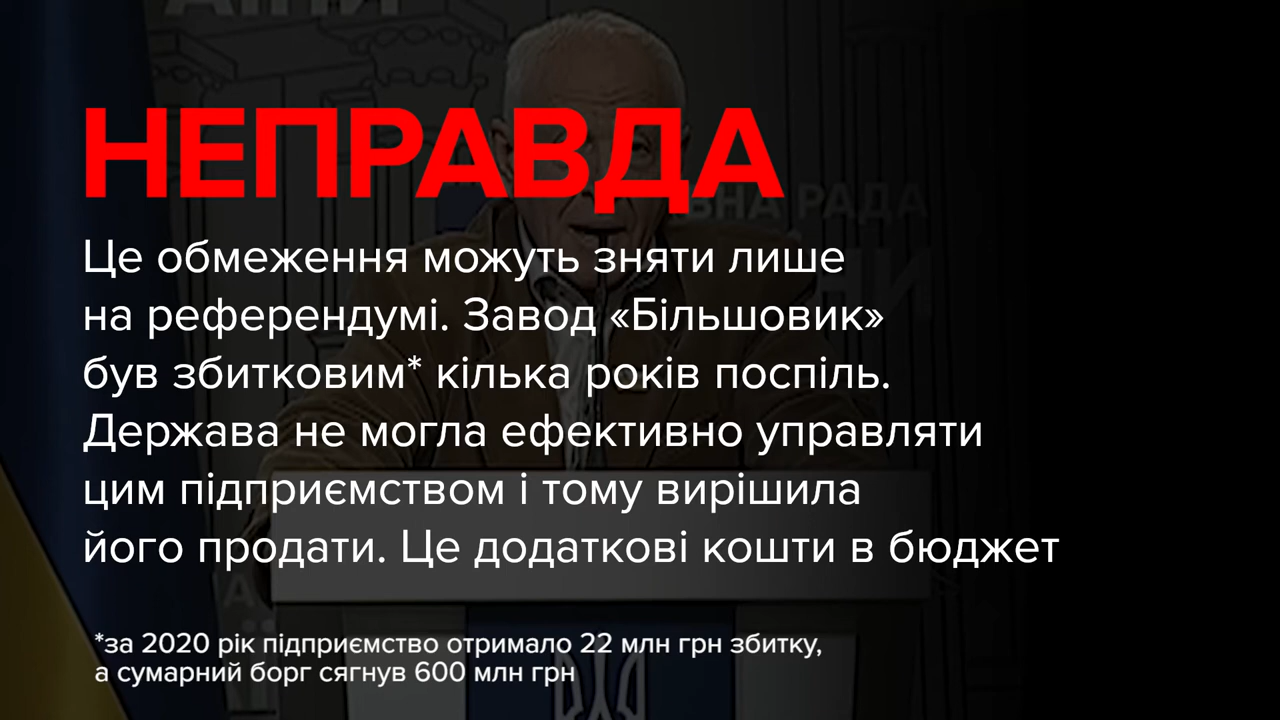 НЕПРАВДА
Це обмеження можуть зняти лише
на референдумі. Завод «Більшовик»
був збитковим* кілька років поспіль.
Держава не могла ефективно управляти
цим підприємством і тому вирішила
його продати. Це додаткові кошти в бюджет
*за 2020 рік підприємство отримало 22 млн грн збитку,
а сумарний борг сягнув 600 млн грн